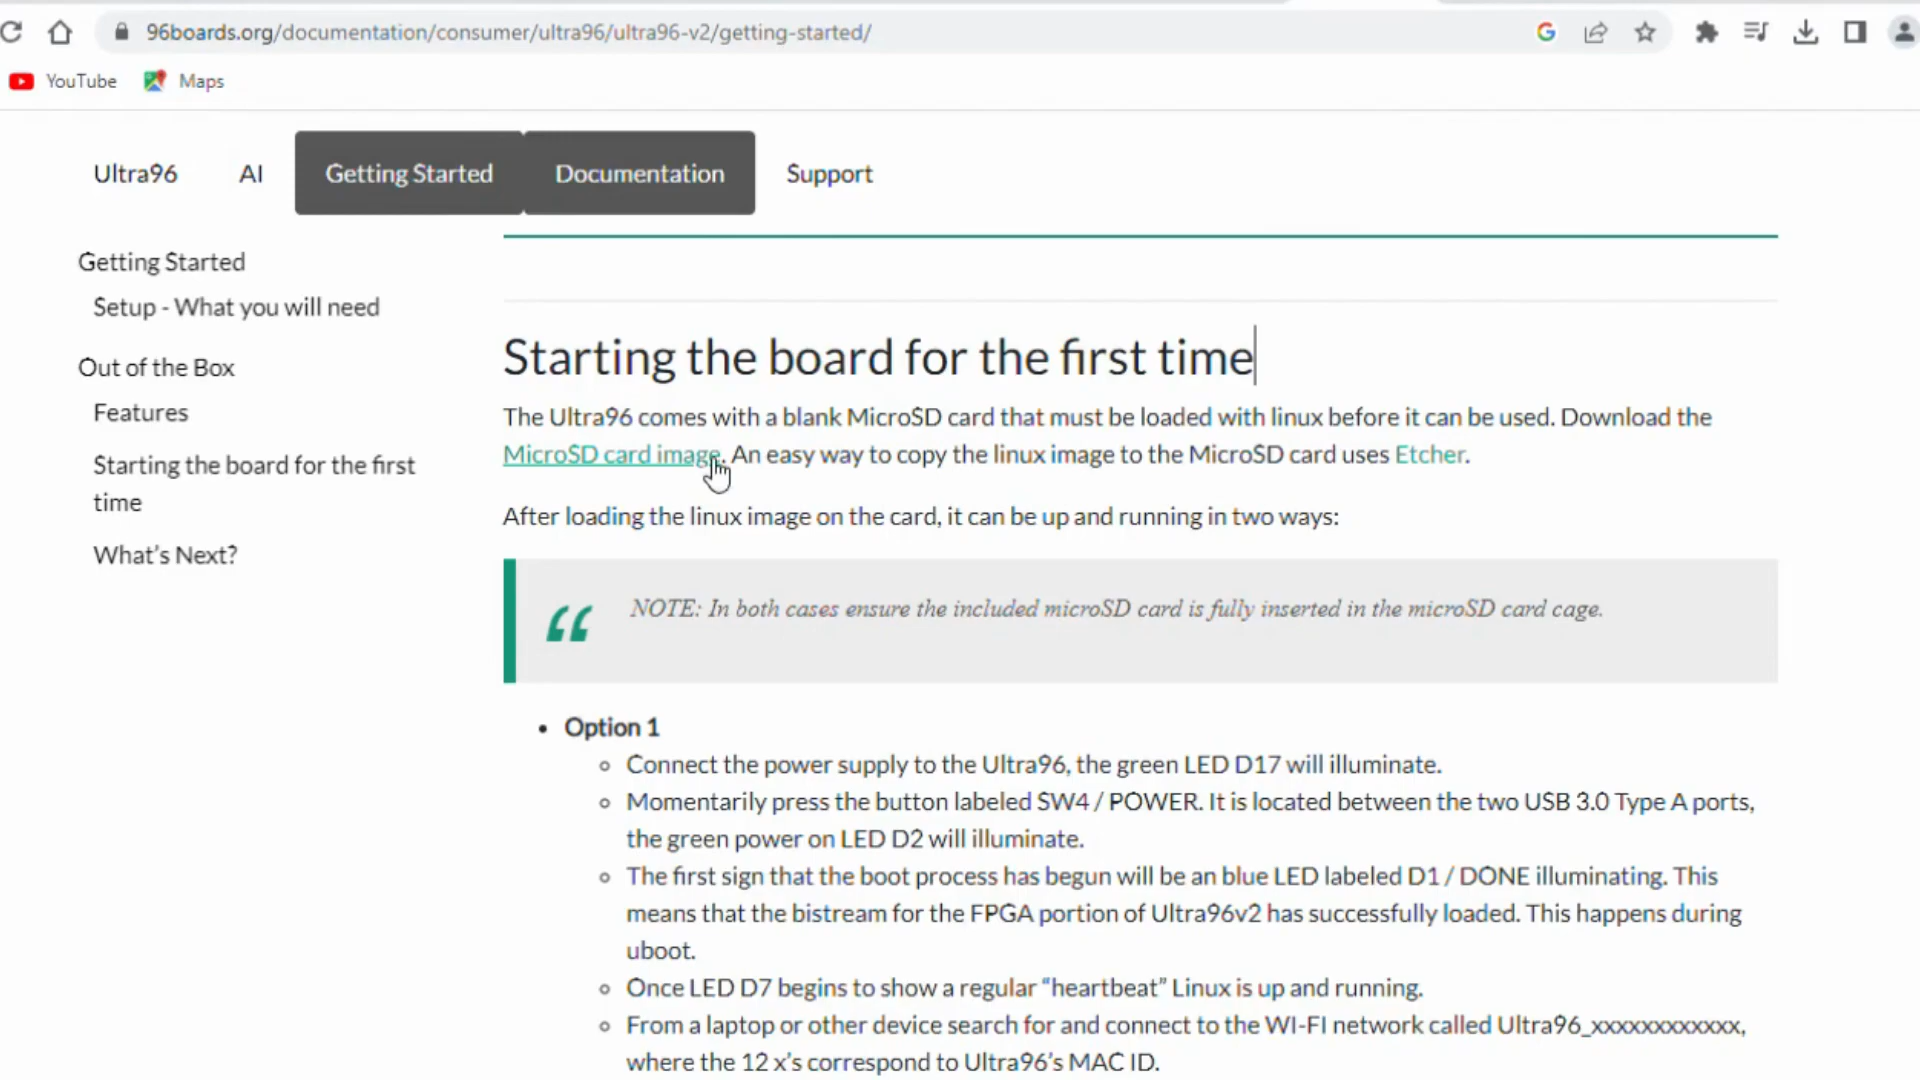 96boards.org/documentation/consumer/ultra96/ultra96-v2/getting-started/
YouTube
Maps
Ultra96
AI
Getting Started
Documentation
Support
Getting Started
Setup - What you will need
Out of the Box
Features
Starting the board for the first
time
What's Next?
Starting the board for the first time
The Ultra96 comes with a blank MicroSD card that must be loaded with linux before it can be used. Download the
MicroSD card image. An easy way to copy the linux image to the MicroSD card uses Etcher.
After loading the linux image on the card, it can be up and running in two ways:
“ NOTE: In both cases ensure the included microSD card is fully inserted in the microSD card cage.
• Option 1
Connect the power supply to the Ultra96, the green LED D17 will illuminate.
Momentarily press the button labeled SW4 / POWER. It is located between the two USB 3.0 Type A ports,
the green power on LED D2 will illuminate.
The first sign that the boot process has begun will be an blue LED labeled D1 / DONE illuminating. This
means that the bistream for the FPGA portion of Ultra96v2 has successfully loaded. This happens during
uboot.
Once LED D7 begins to show a regular “heartbeat” Linux is up and running.
From a laptop or other device search for and connect to the WI-FI network called Ultra96_xxxxxxxxxxxx,
where the 12 x's correspond to Ultra96's MAC ID.